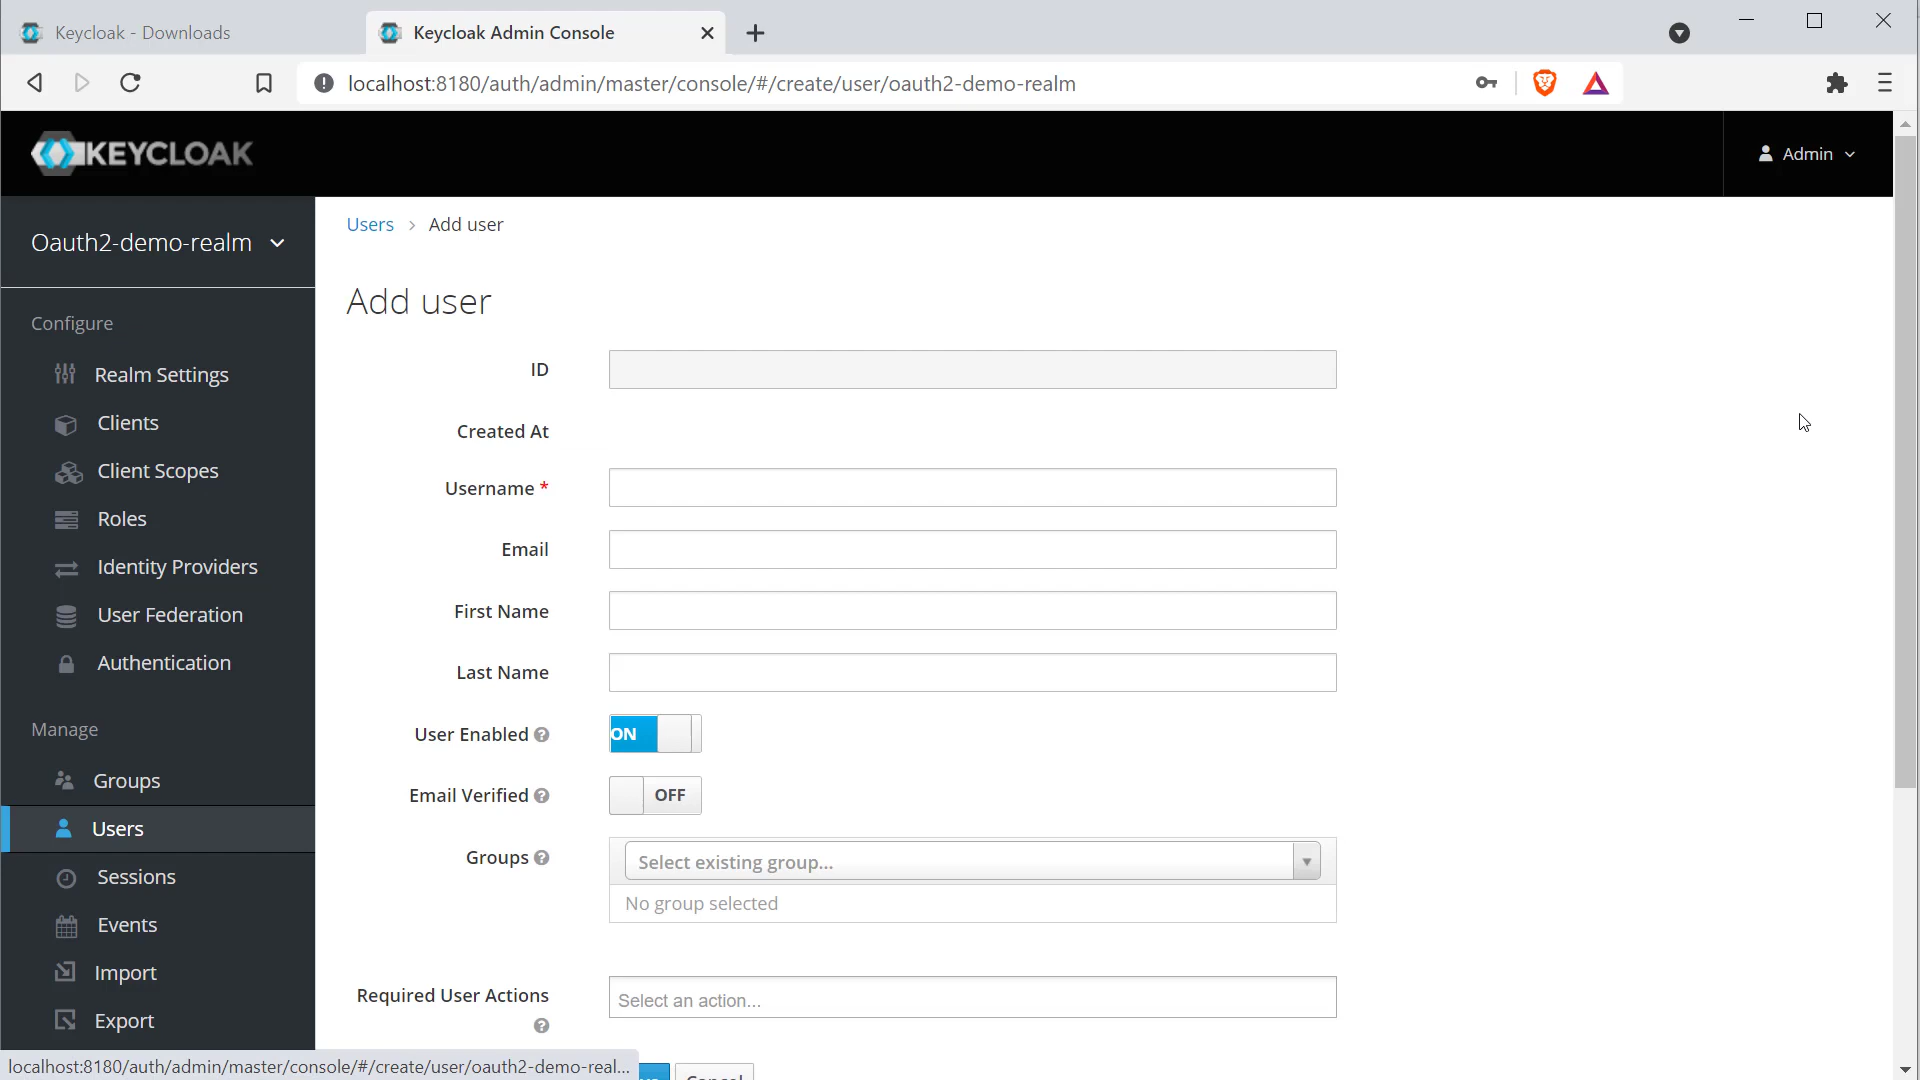 Keycloak - Downloads
Keycloak Admin Console
localhost:8180/auth/admin/master/console/#/create/user/oauth2-demo-realm
KEYCLOAK
Admin
Oauth2-demo-realm
Configure
Realm Settings
Clients
Client Scopes
Roles
Identity Providers
User Federation
Authentication
Manage
Groups
Users
Sessions
Events
Import
Export
Users > Add user
Add user
ID
Created At
Username *
Email
First Name
Last Name
User Enabled
ON
Email Verified
OFF
Groups
Select existing group...
No group selected
Required User Actions
Select an action...
Cancel
localhost:8180/auth/admin/master/console/#/create/user/oauth2-demo-real...